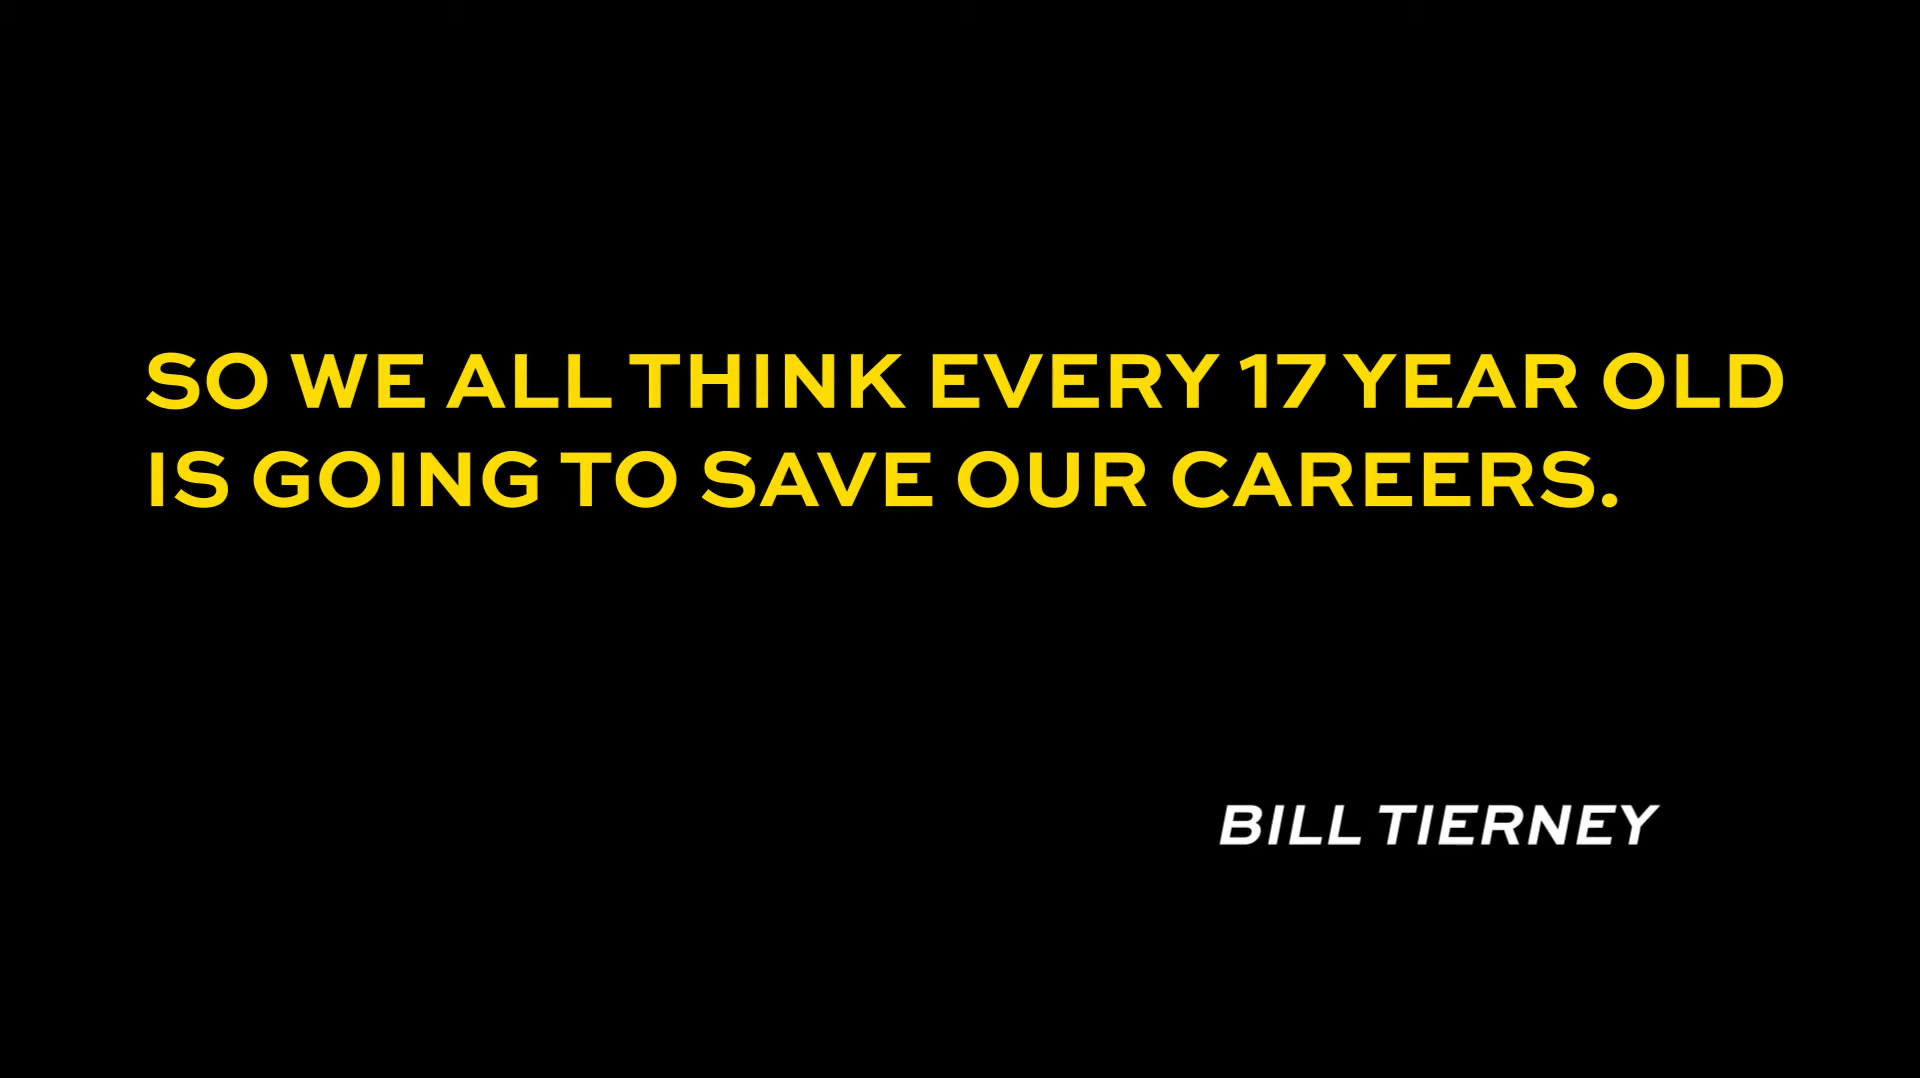 SO WE ALL THINK EVERY 17 YEAR OLD
IS GOING TO SAVE OUR CAREERS.
BILL TIERNEY